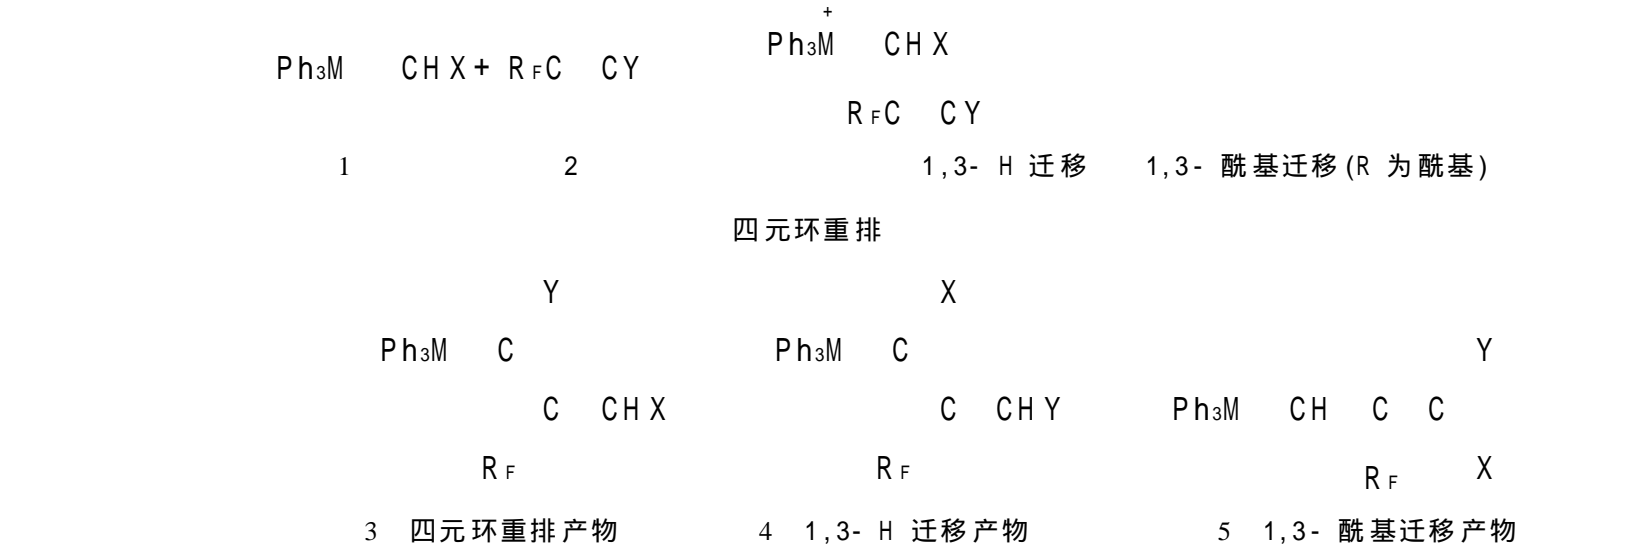 +
Ph₃M CHX
Ph₃M CHX + RFC CY
RFC CY
1 2 1,3- H 迁移 1,3- 酰基迁移(R 为酰基)
四元环重排
Y X
Ph₃M C Ph₃M C Y
C CHX C CHY Ph₃M CH C C
RF RF RF X
3 四元环重排产物 4 1,3- H 迁移产物 5 1,3- 酰基迁移产物